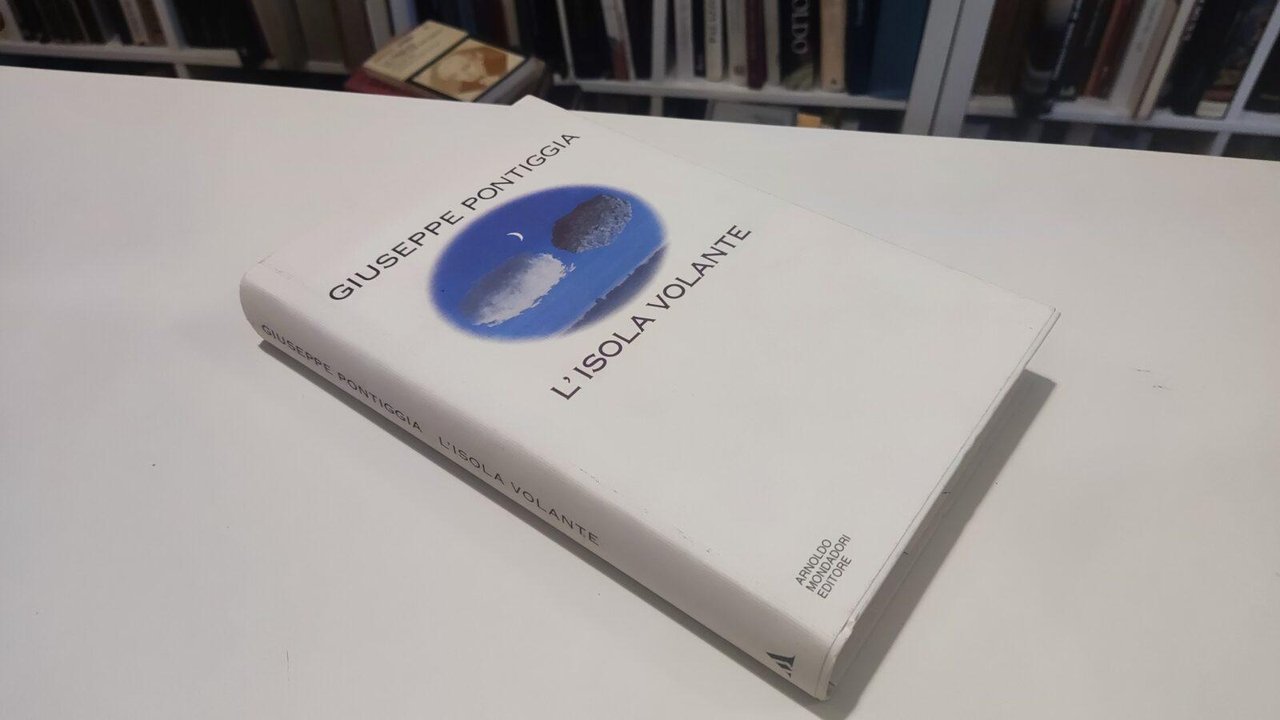 GIUSEPPE PONTIGGIA
L'ISOLA VOLANTE
ARNOLDO
MONDADORI
EDITORE
GIUSEPPE PONTIGGIA L'ISOLA VOLANTE